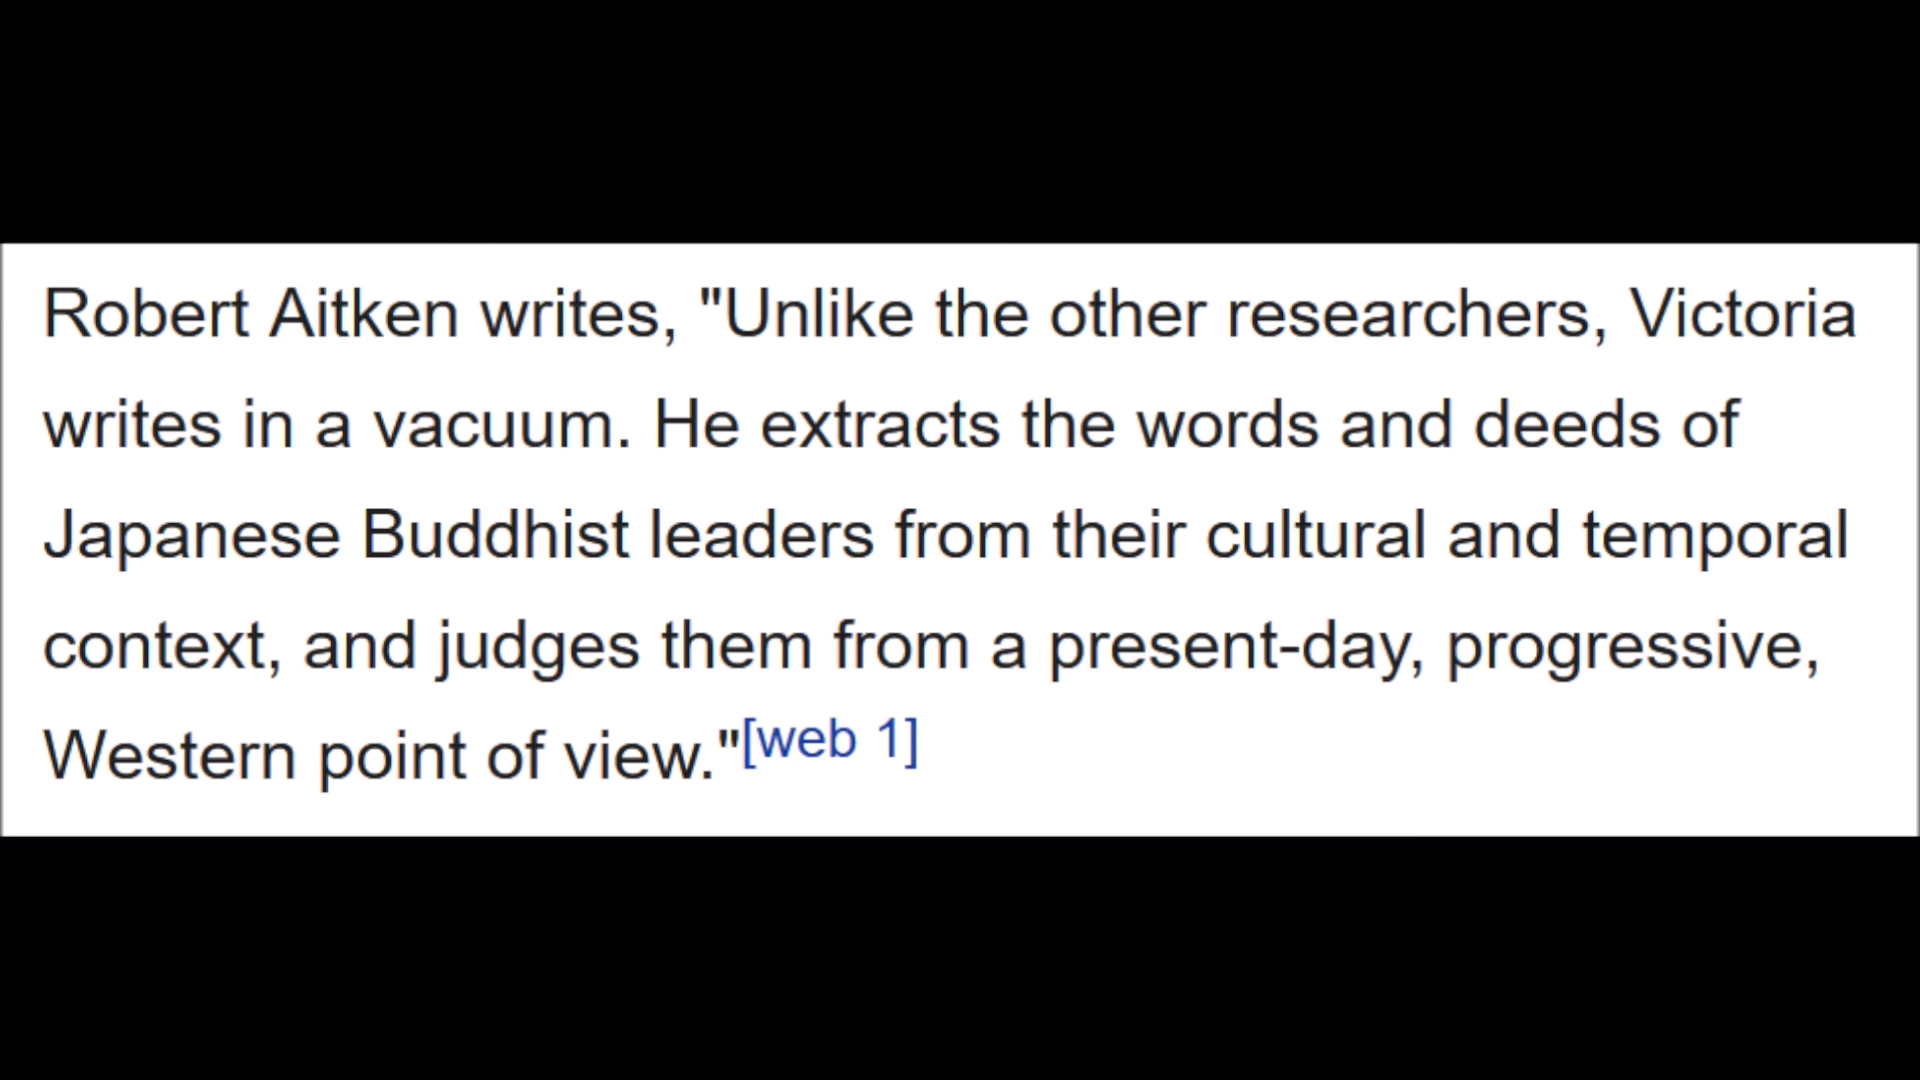 Robert Aitken writes, "Unlike the other researchers, Victoria
writes in a vacuum. He extracts the words and deeds of
Japanese Buddhist leaders from their cultural and temporal
context, and judges them from a present-day, progressive,
Western point of view."[web 1]